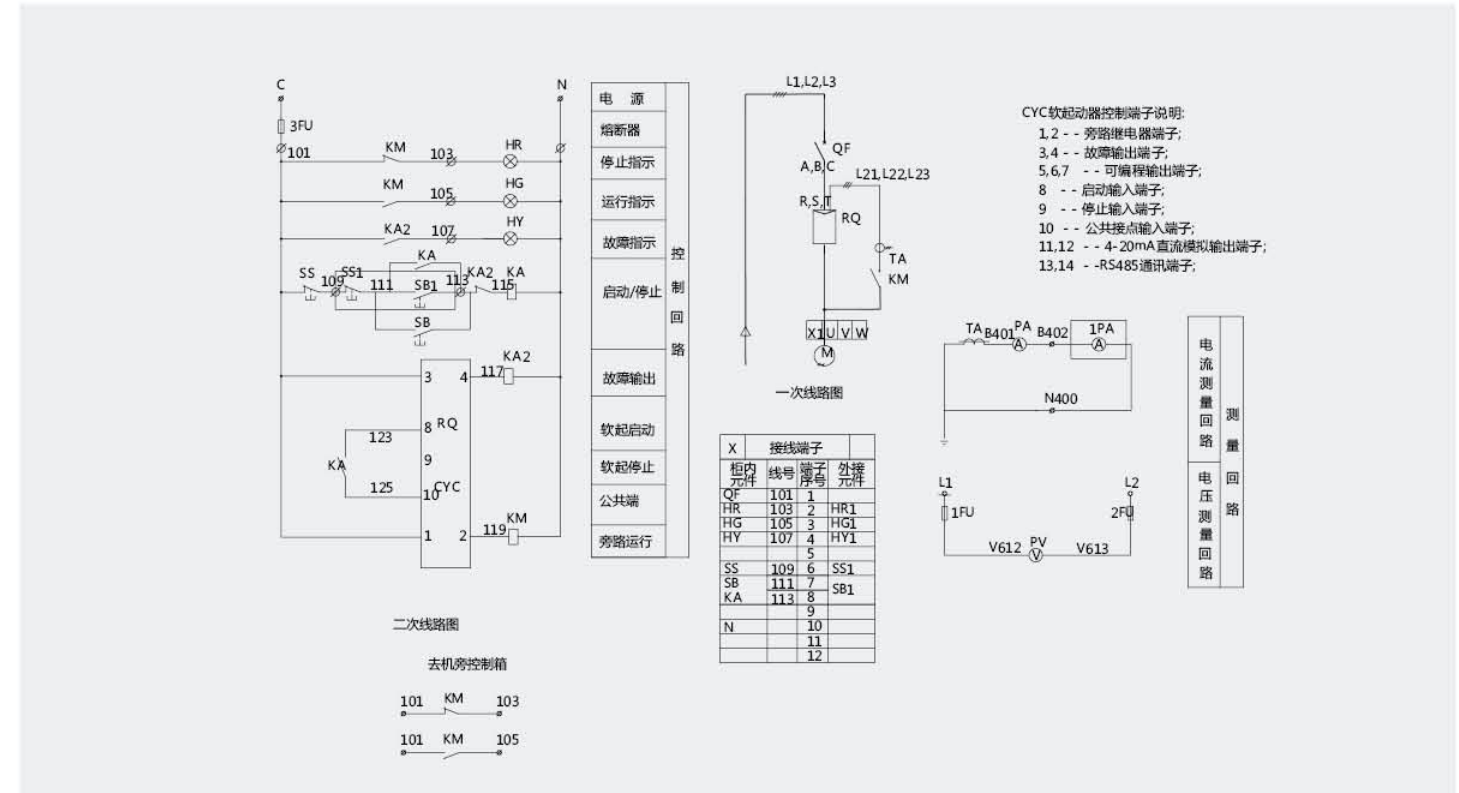 C
N
3FU
101
KM
103
HR
KM
105
HG
KA2
107
HY
KA
SS
109
SS1
111
SB1
113
KA2
115
KA
SB
3
4
117
KA2
123
8
RQ
KA
9
125
10
CYC
1
2
119
KM
电 源
熔断器
停止指示
运行指示
故障指示
启动/停止
故障输出
软起启动
软起停止
公共端
旁路运行
控制回路
二次线路图
去机旁控制箱
101 KM 103
101 KM 105
L1,L2,L3
QF
A,B,C
L21,L22,L23
R,S,T
RQ
TA
KM
X1 U V W
M
一次线路图
X 接线端子
柜内元件 线号 端子序号 外接元件
QF 101 1
HR 103 2 HR1
HG 105 3 HG1
HY 107 4 HY1
5
SS 109 6 SS1
SB 111 7 SB1
KA 113 8
9
N 10
11
12
CYC软起动器控制端子说明:
1,2 - - 旁路继电器端子;
3,4 - - 故障输出端子;
5,6,7 - - 可编程输出端子;
8 - - 启动输入端子;
9 - - 停止输入端子;
10 - - 公共接点输入端子;
11,12 - - 4-20mA直流模拟输出端子;
13,14 - -RS485通讯端子;
TA
B401
PA
A
B402
1PA
A
N400
L1
L2
1FU
2FU
V612
PV
V
V613
电流测量回路
电压测量回路
测量回路